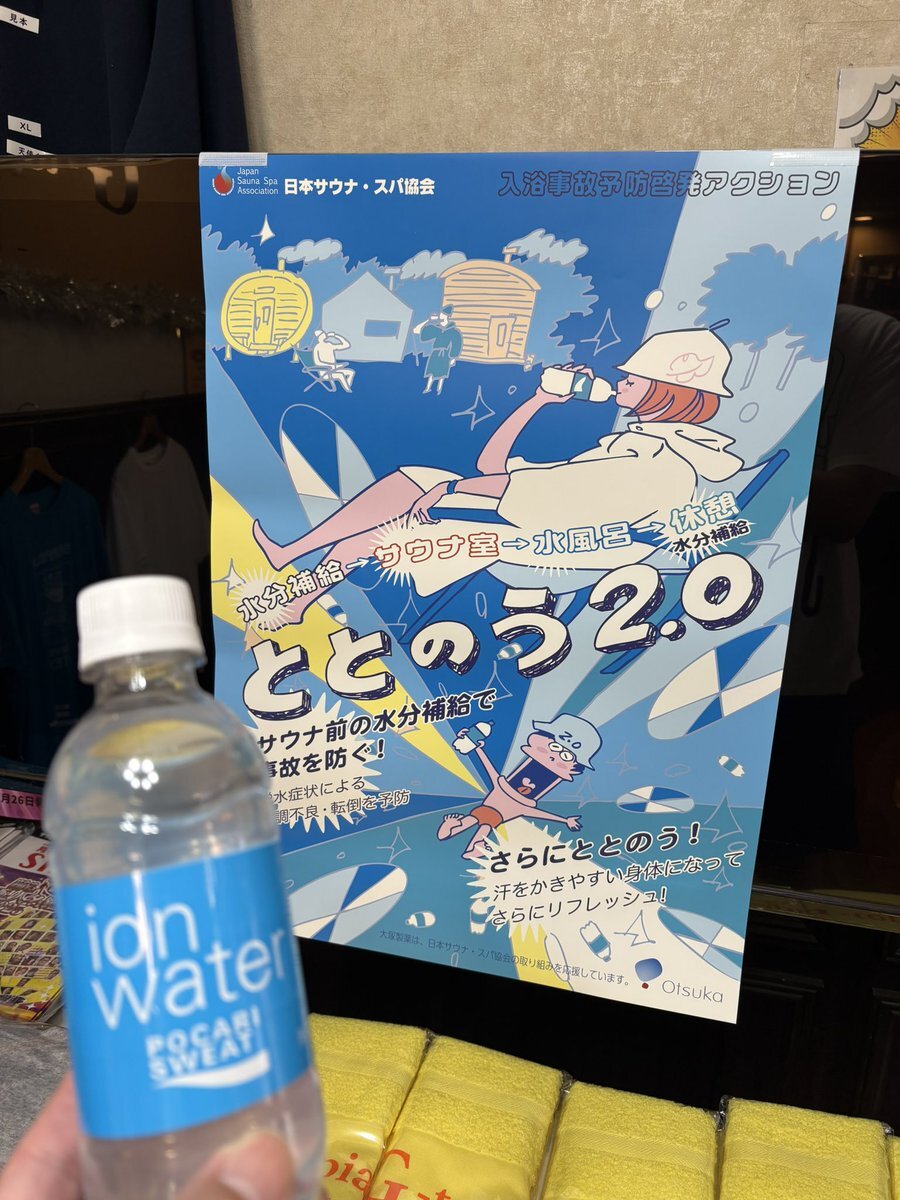 見本
XL
Japan
Sauna Spa
Association
日本サウナ・スパ協会
入浴事故予防啓発アクション
水分補給→サウナ室→水風呂→休憩
水分補給
ととのう2.0
サウナ前の水分補給で
事故を防ぐ!
水症状による
調不良・転倒を予防
2.0
さらにととのう!
汗をかきやすい身体になって
さらにリフレッシュ!
大塚製薬は、日本サウナ・スパ協会の取り組みを応援しています。
Otsuka
月26日
ion
water
POCARI
SWEAT